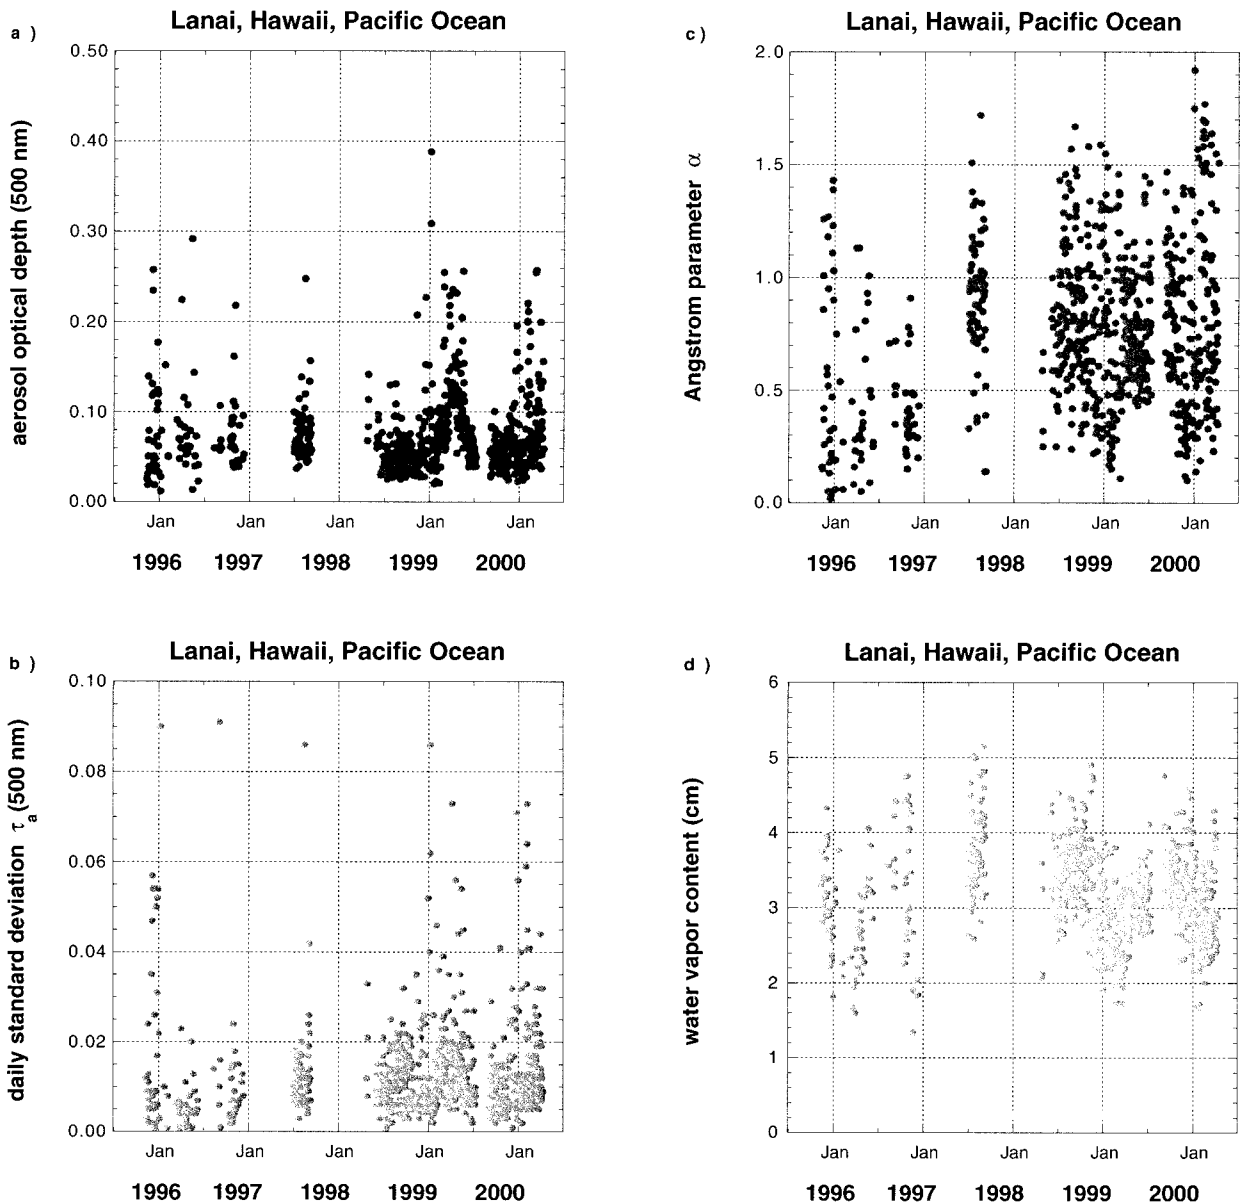 a )
Lanai, Hawaii, Pacific Ocean
aerosol optical depth (500 nm)
0.50
0.40
0.30
0.20
0.10
0.00
Jan Jan Jan Jan Jan
1996 1997 1998 1999 2000
c )
Lanai, Hawaii, Pacific Ocean
Angstrom parameter α
2.0
1.5
1.0
0.5
0.0
Jan Jan Jan Jan Jan
1996 1997 1998 1999 2000
b )
Lanai, Hawaii, Pacific Ocean
daily standard deviation τa (500 nm)
0.10
0.08
0.06
0.04
0.02
0.00
Jan Jan Jan Jan Jan
1996 1997 1998 1999 2000
d )
Lanai, Hawaii, Pacific Ocean
water vapor content (cm)
6
5
4
3
2
1
0
Jan Jan Jan Jan Jan
1996 1997 1998 1999 2000